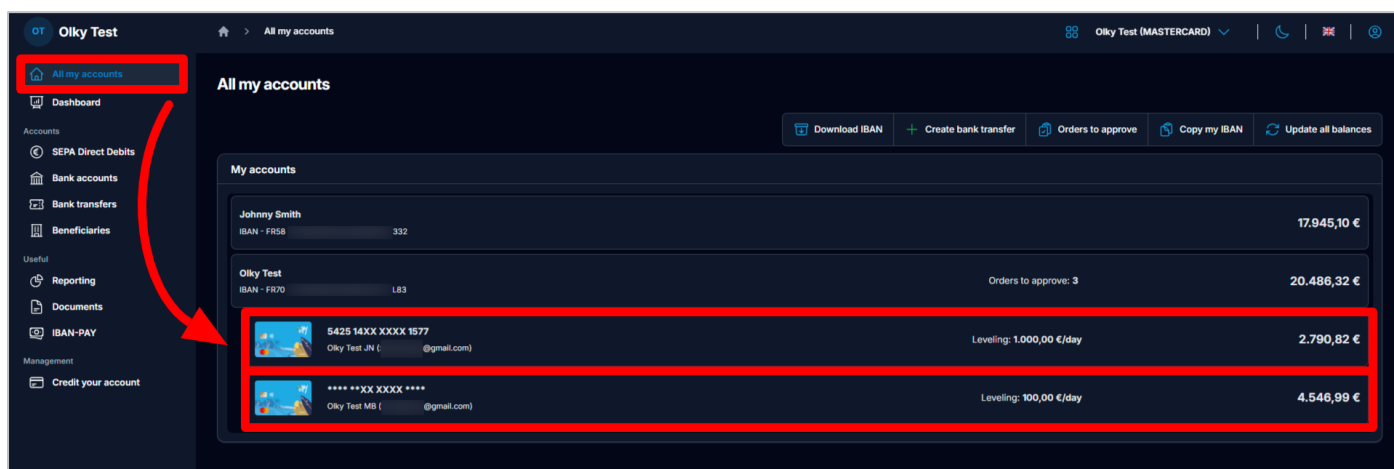 OT Olky Test
All my accounts
Olky Test (MASTERCARD)
All my accounts
Dashboard
Accounts
SEPA Direct Debits
Bank accounts
Bank transfers
Beneficiaries
Useful
Reporting
Documents
IBAN-PAY
Management
Credit your account
All my accounts
Download IBAN
Create bank transfer
Orders to approve
Copy my IBAN
Update all balances
My accounts
Johnny Smith
IBAN - FR58 332
17.945,10 €
Olky Test
IBAN - FR70 L83
Orders to approve: 3
20.486,32 €
5425 14XX XXXX 1577
Olky Test JN ( @gmail.com)
Leveling: 1.000,00 €/day
2.790,82 €
**** **XX XXXX ****
Olky Test MB ( @gmail.com)
Leveling: 100,00 €/day
4.546,99 €